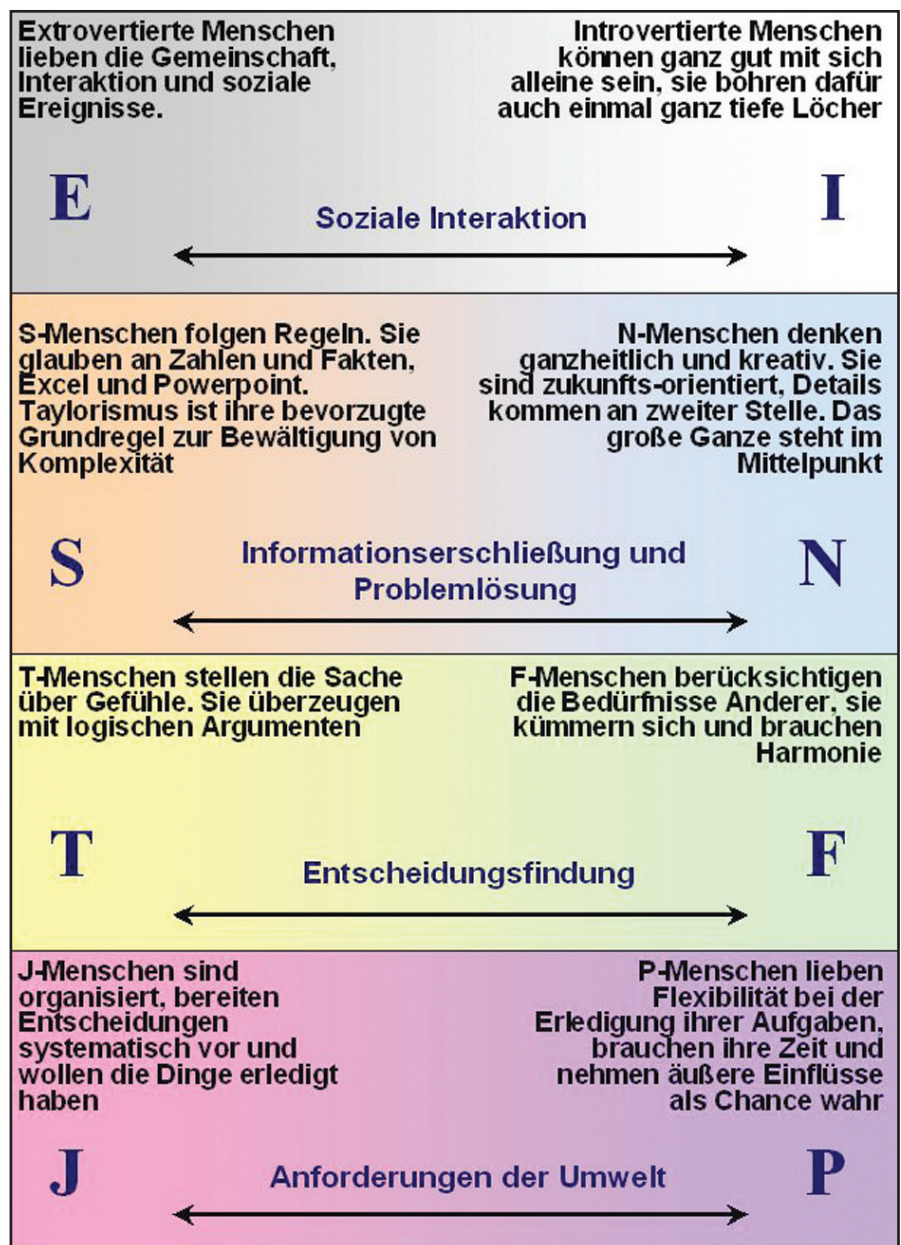 Extrovertierte Menschen
lieben die Gemeinschaft,
Interaktion und soziale
Ereignisse.
Introvertierte Menschen
können ganz gut mit sich
alleine sein, sie bohren dafür
auch einmal ganz tiefe Löcher
E
Soziale Interaktion
I
S-Menschen folgen Regeln. Sie
glauben an Zahlen und Fakten,
Excel und Powerpoint.
Taylorismus ist ihre bevorzugte
Grundregel zur Bewältigung von
Komplexität
N-Menschen denken
ganzheitlich und kreativ. Sie
sind zukunfts-orientiert, Details
kommen an zweiter Stelle. Das
große Ganze steht im
Mittelpunkt
S
Informationserschließung und
Problemlösung
N
T-Menschen stellen die Sache
über Gefühle. Sie überzeugen
mit logischen Argumenten
F-Menschen berücksichtigen
die Bedürfnisse Anderer, sie
kümmern sich und brauchen
Harmonie
T
Entscheidungsfindung
F
J-Menschen sind
organisiert, bereiten
Entscheidungen
systematisch vor und
wollen die Dinge erledigt
haben
P-Menschen lieben
Flexibilität bei der
Erledigung ihrer Aufgaben,
brauchen ihre Zeit und
nehmen äußere Einflüsse
als Chance wahr
J
Anforderungen der Umwelt
P